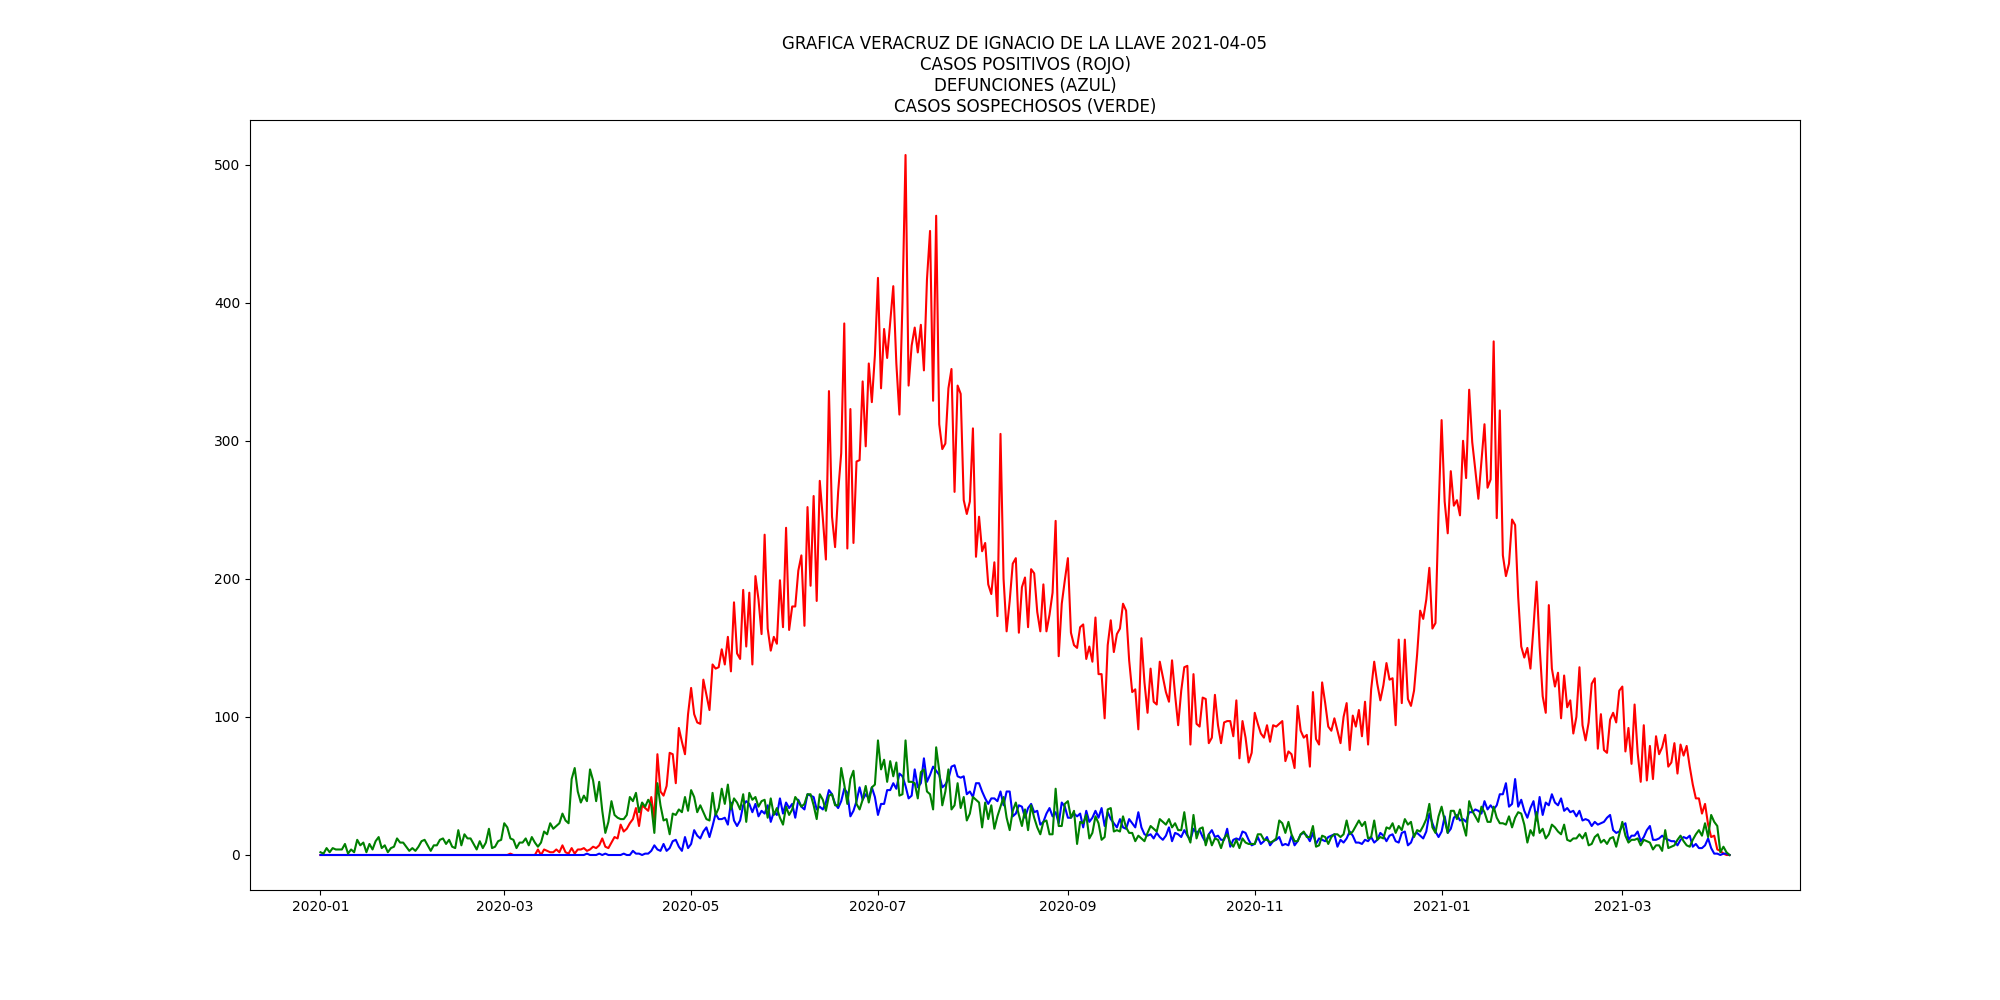 GRAFICA VERACRUZ DE IGNACIO DE LA LLAVE 2021-04-05
CASOS POSITIVOS (ROJO)
DEFUNCIONES (AZUL)
CASOS SOSPECHOSOS (VERDE)
500
400
300
200
100
0
2020-01 2020-03 2020-05 2020-07 2020-09 2020-11 2021-01 2021-03